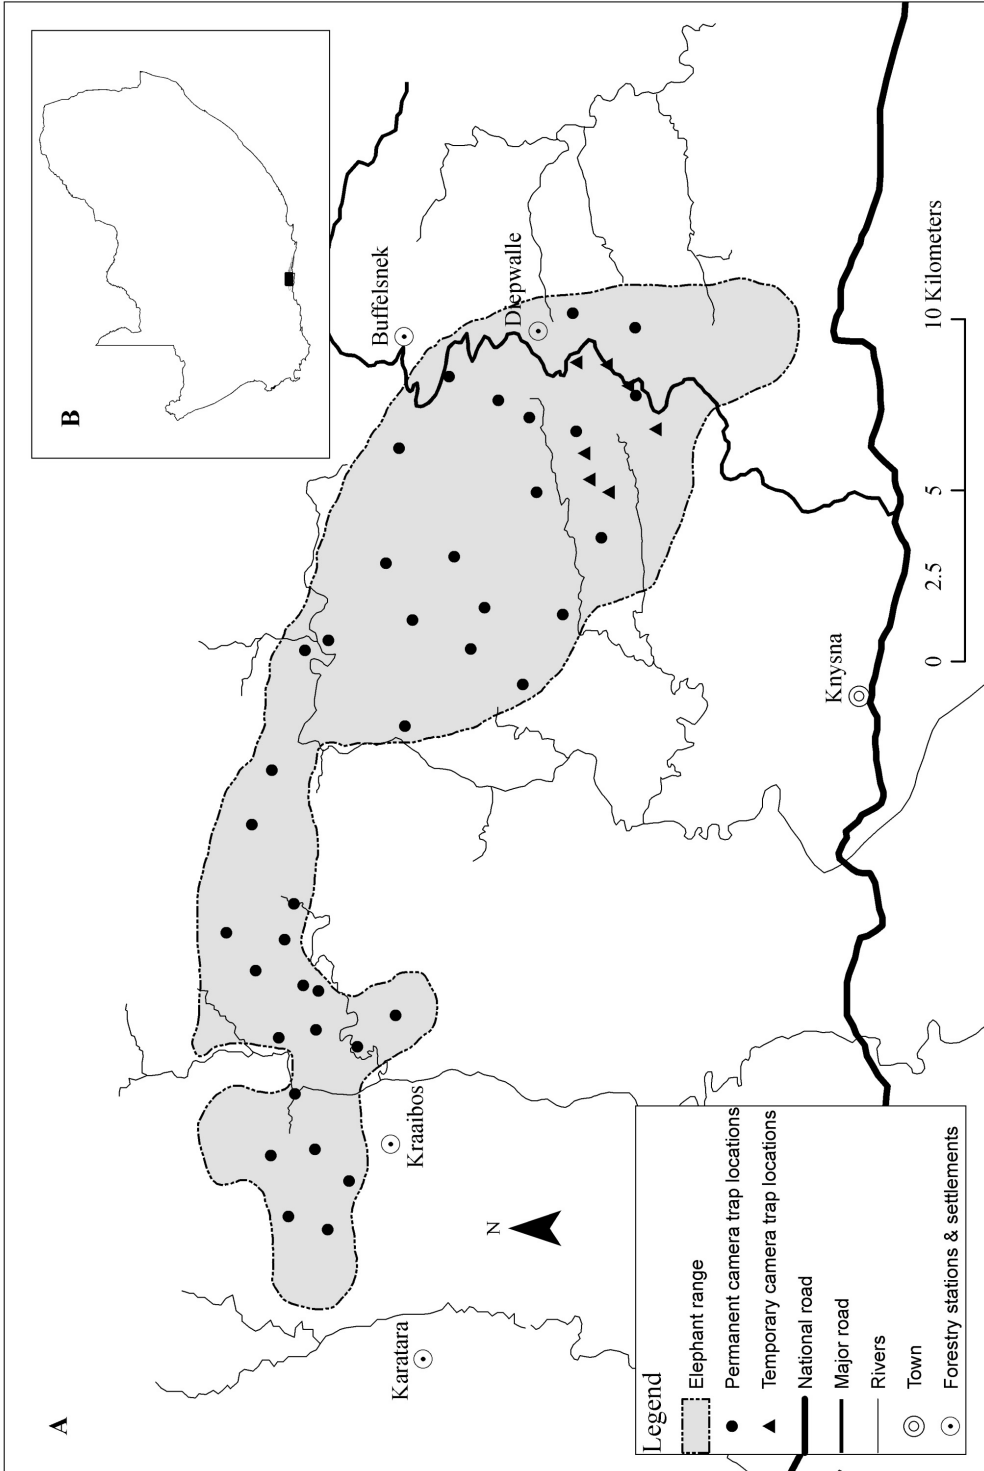 A
B
Buffelsnek
Diepwalle
Kraaibos
Karatara
Knysna
N
0 2.5 5 10 Kilometers
Legend
Elephant range
Permanent camera trap locations
Temporary camera trap locations
National road
Major road
Rivers
Town
Forestry stations & settlements